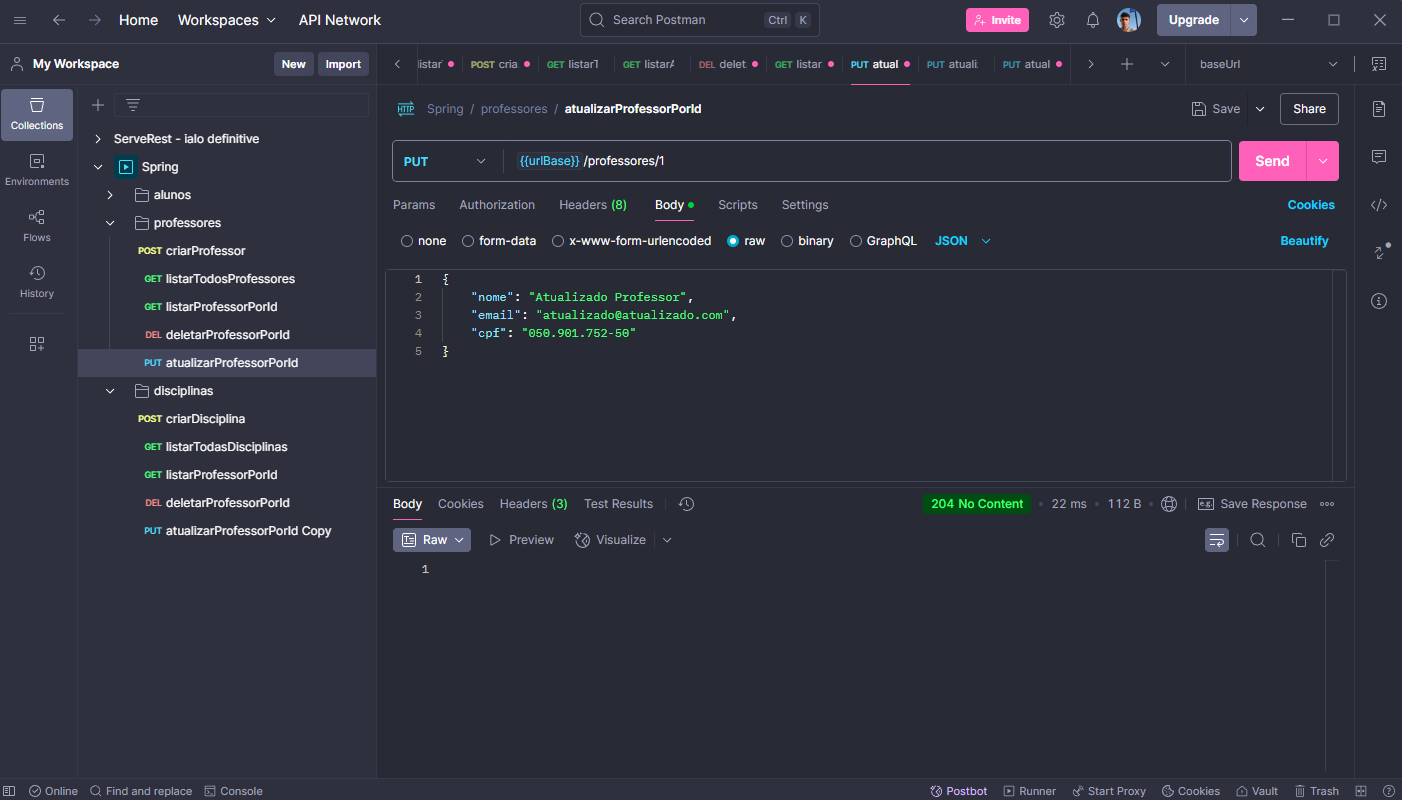 Home Workspaces API Network Search Postman Ctrl K Invite Upgrade
My Workspace New Import
listar POST cria GET listarT GET listarA DEL delet GET listar PUT atual PUT atuali PUT atual baseUrl
Collections
Environments
Flows
History
ServeRest - ialo definitive
Spring
alunos
professores
POST criarProfessor
GET listarTodosProfessores
GET listarProfessorPorId
DEL deletarProfessorPorId
PUT atualizarProfessorPorId
disciplinas
POST criarDisciplina
GET listarTodasDisciplinas
GET listarProfessorPorId
DEL deletarProfessorPorId
PUT atualizarProfessorPorId Copy
HTTP Spring / professores / atualizarProfessorPorId Save Share
PUT {{urlBase}}/professores/1 Send
Params Authorization Headers (8) Body Scripts Settings Cookies
none form-data x-www-form-urlencoded raw binary GraphQL JSON Beautify
1 {
2 "nome": "Atualizado Professor",
3 "email": "atualizado@atualizado.com",
4 "cpf": "050.901.752-50"
5 }
Body Cookies Headers (3) Test Results 204 No Content • 22 ms • 112 B e.g. Save Response
Raw Preview Visualize
1
Online Find and replace Console Postbot Runner Start Proxy Cookies Vault Trash